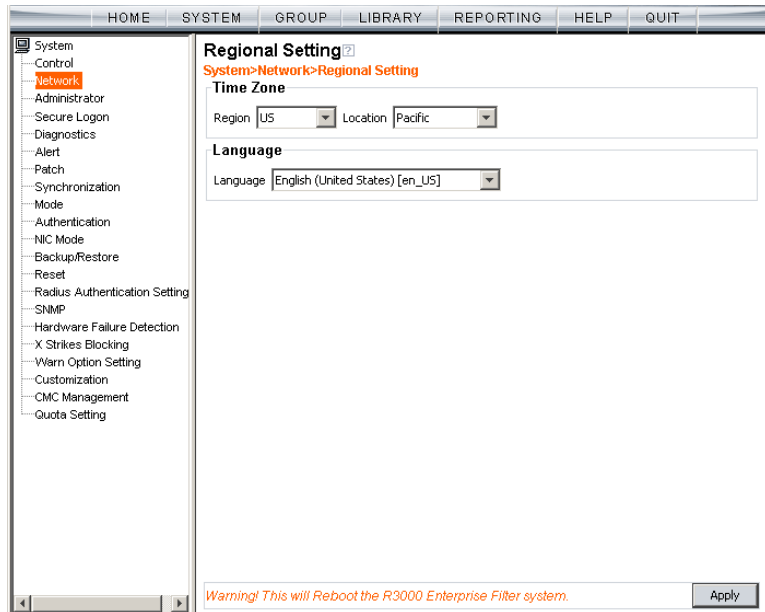 HOME SYSTEM GROUP LIBRARY REPORTING HELP QUIT
System
Control
Network
Administrator
Secure Logon
Diagnostics
Alert
Patch
Synchronization
Mode
Authentication
NIC Mode
Backup/Restore
Reset
Radius Authentication Setting
SNMP
Hardware Failure Detection
X Strikes Blocking
Warn Option Setting
Customization
CMC Management
Quota Setting
Regional Setting?
System>Network>Regional Setting
Time Zone
Region US Location Pacific
Language
Language English (United States) [en_US]
Warning! This will Reboot the R3000 Enterprise Filter system. Apply